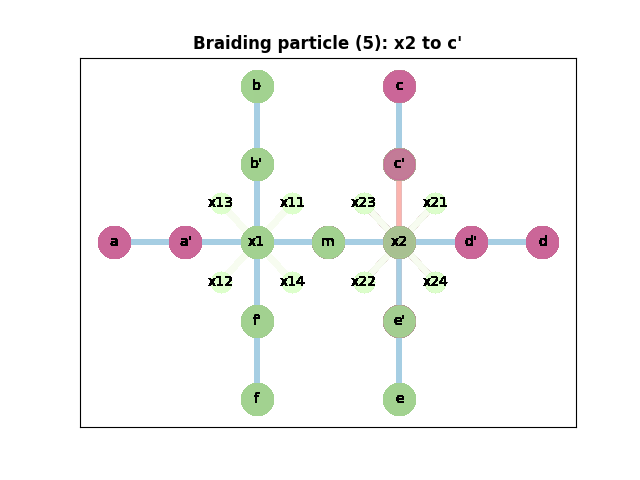 Braiding particle (5): x2 to c'
b c
b' c'
x13 x11 x23 x21
a a' x1 m x2 d' d
x12 x14 x22 x24
f' e'
f e